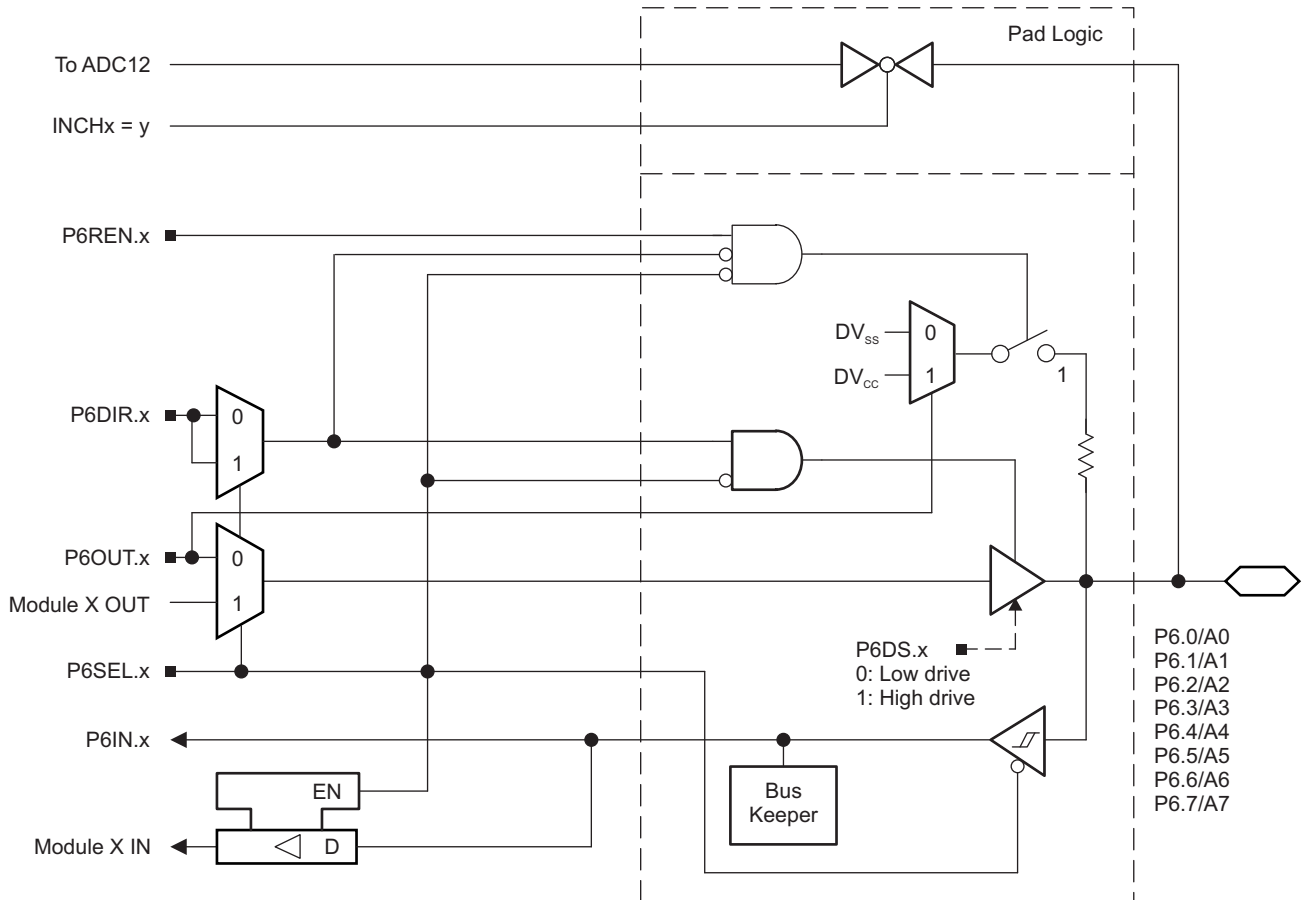 Pad Logic
To ADC12
INCHx = y
P6REN.x
DVSS
0
DVCC
1
1
P6DIR.x
0
1
P6OUT.x
0
Module X OUT
1
P6DS.x
0: Low drive
1: High drive
P6SEL.x
P6.0/A0
P6.1/A1
P6.2/A2
P6.3/A3
P6.4/A4
P6.5/A5
P6.6/A6
P6.7/A7
P6IN.x
EN
Bus
Keeper
Module X IN
D